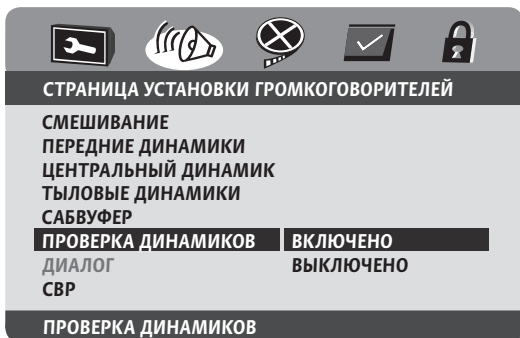 СТРАНИЦА УСТАНОВКИ ГРОМКОГОВОРИТЕЛЕЙ
СМЕШИВАНИЕ
ПЕРЕДНИЕ ДИНАМИКИ
ЦЕНТРАЛЬНЫЙ ДИНАМИК
ТЫЛОВЫЕ ДИНАМИКИ
САБВУФЕР
ПРОВЕРКА ДИНАМИКОВ ВКЛЮЧЕНО
ДИАЛОГ ВЫКЛЮЧЕНО
СВР
ПРОВЕРКА ДИНАМИКОВ